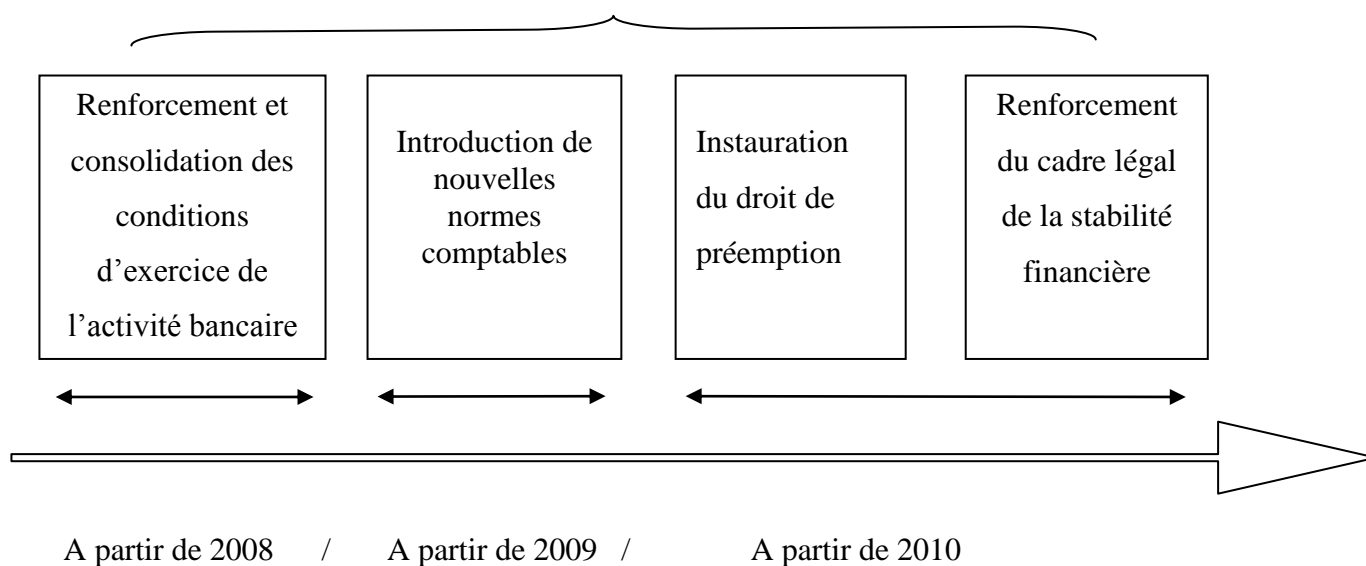 Renforcement et
consolidation des
conditions
d’exercice de
l’activité bancaire
Introduction de
nouvelles
normes
comptables
Instauration
du droit de
préemption
Renforcement
du cadre légal
de la stabilité
financière
A partir de 2008 / A partir de 2009 / A partir de 2010